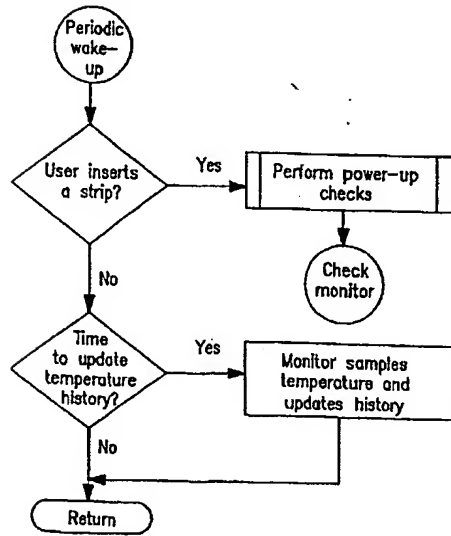 Periodic
wake-
up
User inserts
a strip?
Yes
Perform power-up
checks
Check
monitor
No
Time
to update
temperature
history?
Yes
Monitor samples
temperature and
updates history
No
Return